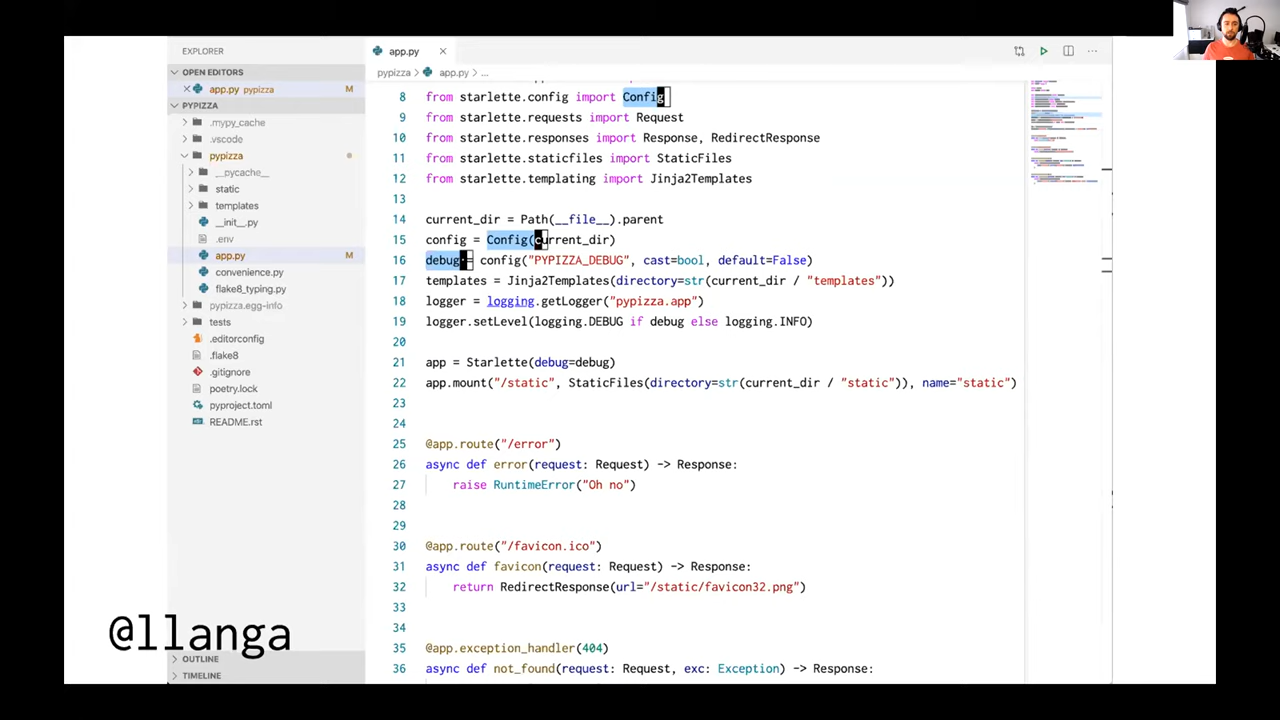 EXPLORER
OPEN EDITORS
app.py pypizza M
PYPIZZA
.mypy_cache
.vscode
pypizza
__pycache__
static
templates
__init__.py
.env
app.py M
convenience.py
flake8_typing.py
pypizza.egg-info
tests
.editorconfig
.flake8
.gitignore
poetry.lock
pyproject.toml
README.rst
OUTLINE
TIMELINE
@llanga
app.py
pypizza > app.py > ...
8 from starlette.config import Config
9 from starlette.requests import Request
10 from starlette.responses import Response, RedirectResponse
11 from starlette.staticfiles import StaticFiles
12 from starlette.templating import Jinja2Templates
13
14 current_dir = Path(__file__).parent
15 config = Config(current_dir)
16 debug = config("PYPIZZA_DEBUG", cast=bool, default=False)
17 templates = Jinja2Templates(directory=str(current_dir / "templates"))
18 logger = logging.getLogger("pypizza.app")
19 logger.setLevel(logging.DEBUG if debug else logging.INFO)
20
21 app = Starlette(debug=debug)
22 app.mount("/static", StaticFiles(directory=str(current_dir / "static")), name="static")
23
24
25 @app.route("/error")
26 async def error(request: Request) -> Response:
27 raise RuntimeError("Oh no")
28
29
30 @app.route("/favicon.ico")
31 async def favicon(request: Request) -> Response:
32 return RedirectResponse(url="/static/favicon32.png")
33
34
35 @app.exception_handler(404)
36 async def not_found(request: Request, exc: Exception) -> Response: